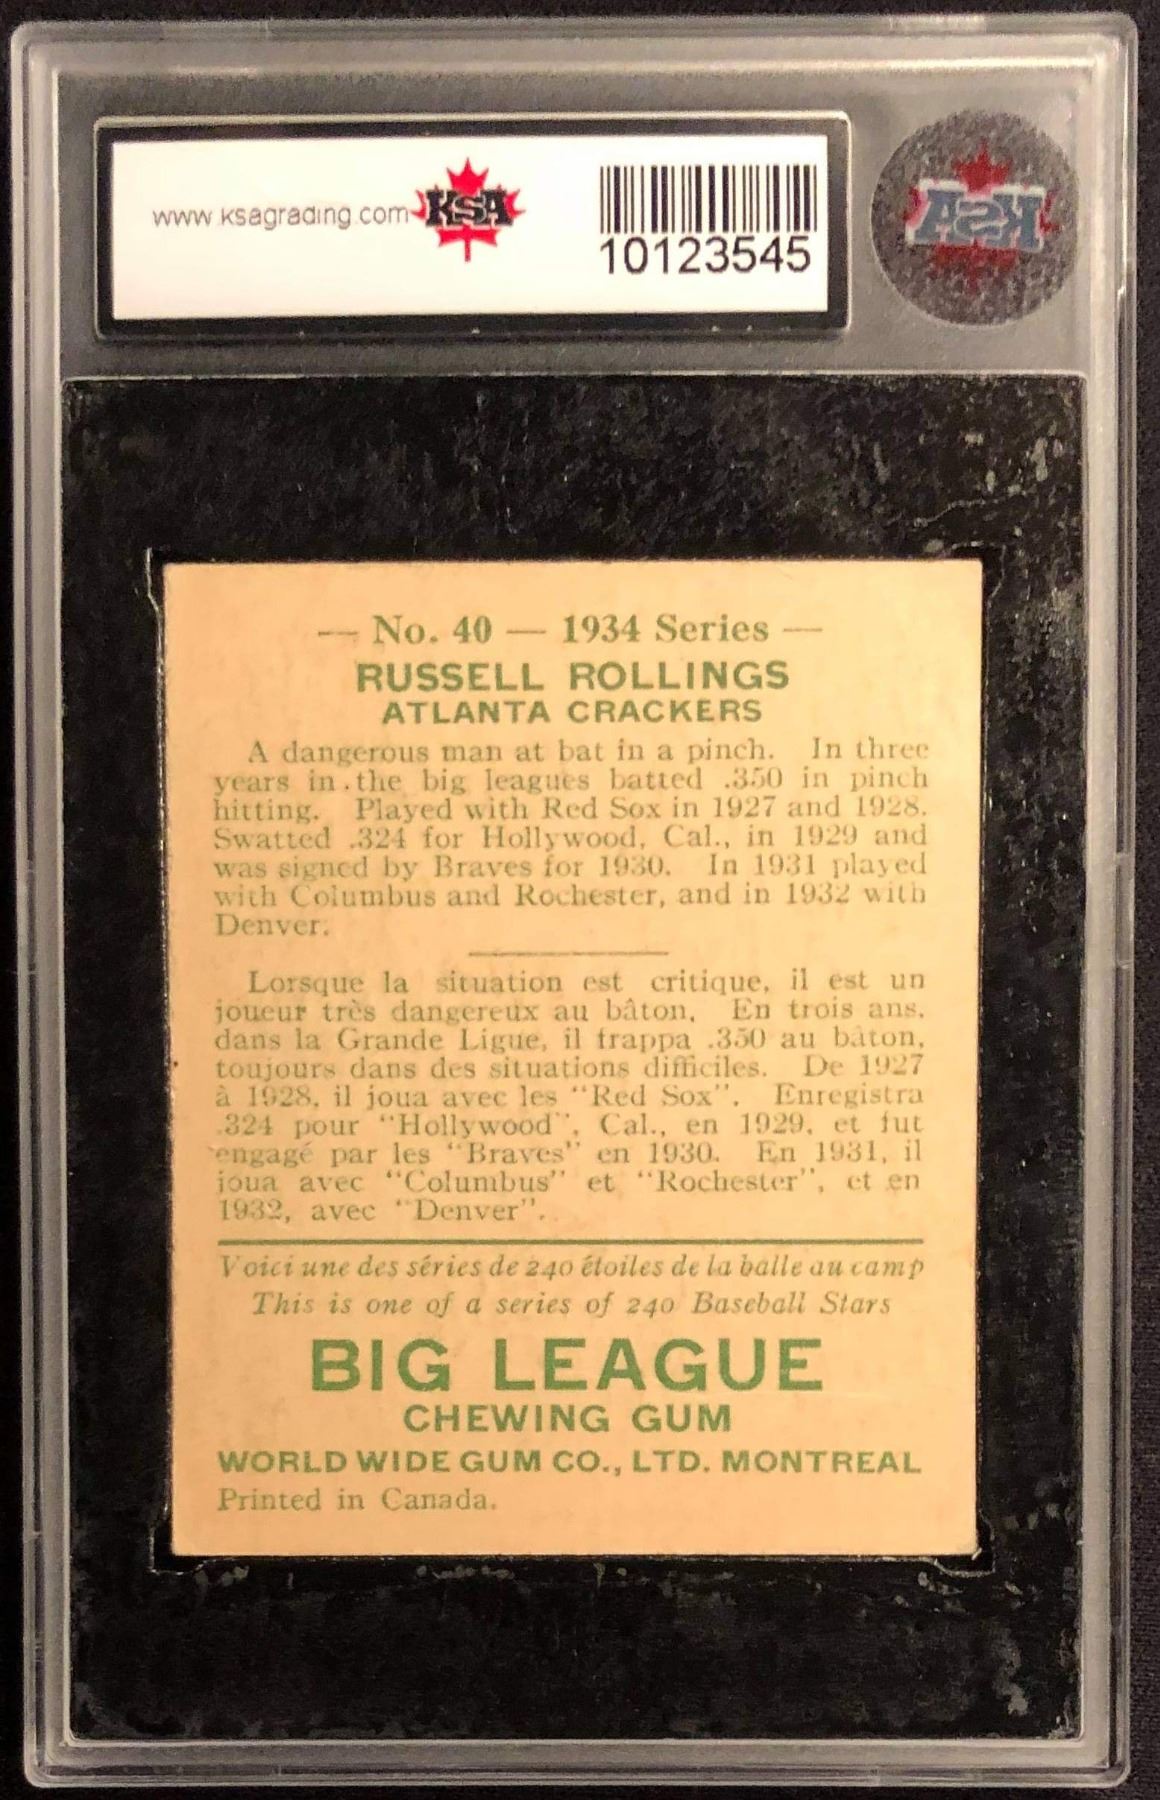 www.ksagrading.com KSA
10123545
KSA
— No. 40 — 1934 Series —
RUSSELL ROLLINGS
ATLANTA CRACKERS
A dangerous man at bat in a pinch. In three
years in the big leagues batted .350 in pinch
hitting. Played with Red Sox in 1927 and 1928.
Swatted .324 for Hollywood, Cal., in 1929 and
was signed by Braves for 1930. In 1931 played
with Columbus and Rochester, and in 1932 with
Denver.
Lorsque la situation est critique, il est un
joueur très dangereux au bâton. En trois ans,
dans la Grande Ligue, il frappa .350 au bâton,
toujours dans des situations difficiles. De 1927
à 1928, il joua avec les "Red Sox". Enregistra
.324 pour "Hollywood", Cal., en 1929, et fut
engagé par les "Braves" en 1930. En 1931, il
joua avec "Columbus" et "Rochester", et en
1932, avec "Denver".
Voici une des séries de 240 étoiles de la balle au camp
This is one of a series of 240 Baseball Stars
BIG LEAGUE
CHEWING GUM
WORLD WIDE GUM CO., LTD. MONTREAL
Printed in Canada.